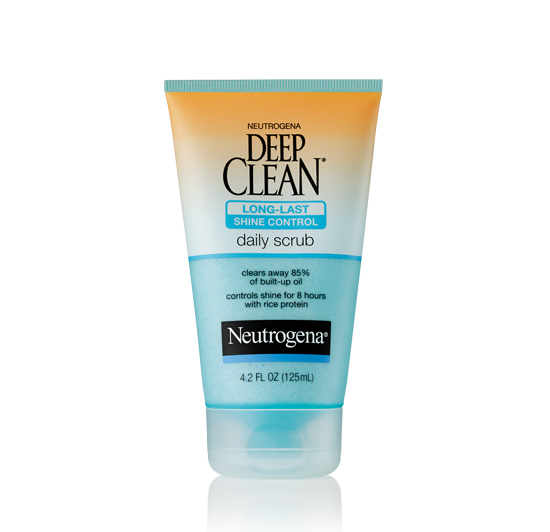 NEUTROGENA
DEEP
CLEAN®
LONG-LAST
SHINE CONTROL
daily scrub
clears away 85%
of built-up oil
controls shine for 8 hours
with rice protein
Neutrogena®
4.2 FL OZ (125mL)